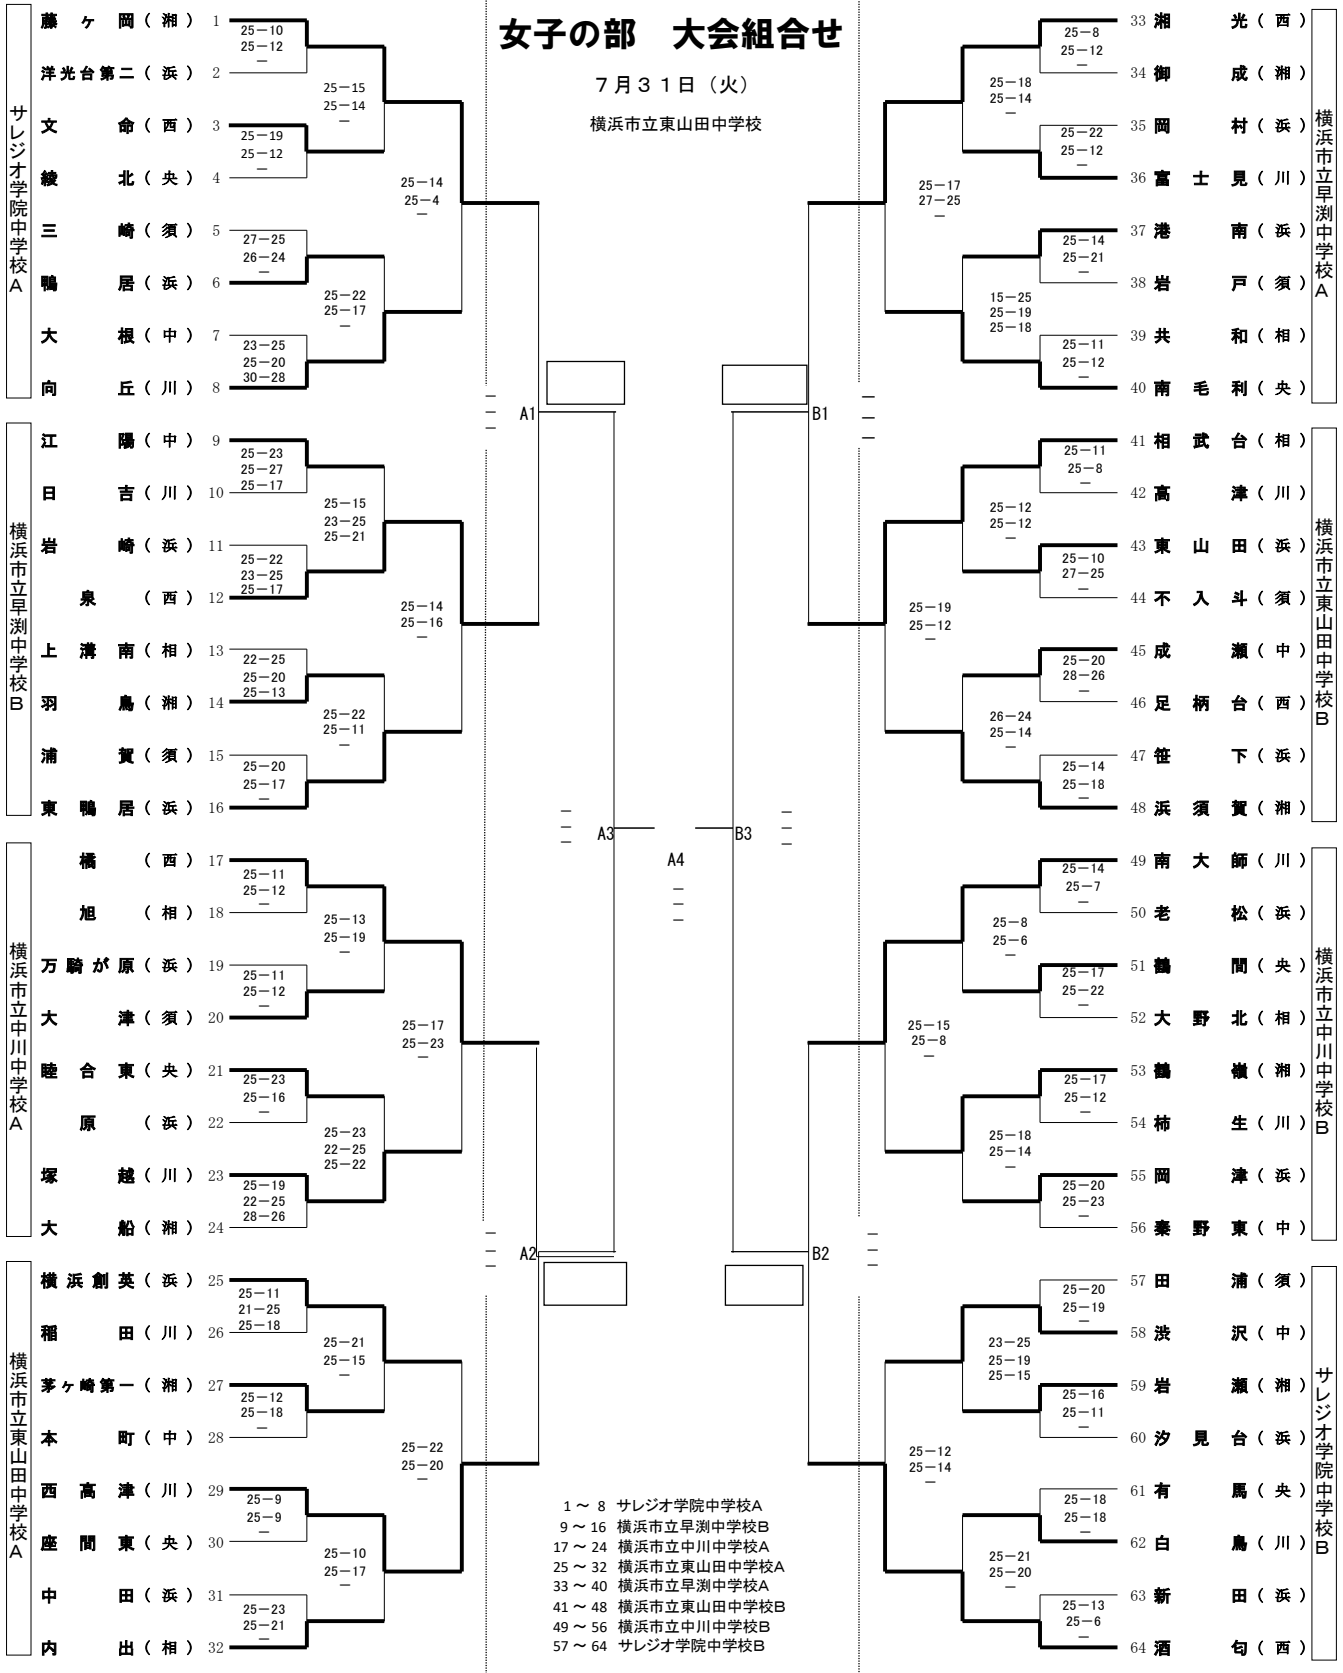 女子の部　大会組合せ
7月31日（火）
横浜市立東山田中学校
サレジオ学院中学校A
藤ヶ岡（湘）1
25－10
25－12
－
洋光台第二（浜）2
25－15
25－14
－
文命（西）3
25－19
25－12
－
綾北（央）4
25－14
25－4
－
三崎（須）5
27－25
26－24
－
鴨居（浜）6
25－22
25－17
－
大根（中）7
23－25
25－20
30－28
向丘（川）8
A1
横浜市立早渕中学校B
江陽（中）9
25－23
25－27
25－17
日吉（川）10
25－15
23－25
25－21
岩崎（浜）11
25－22
23－25
25－17
泉（西）12
25－14
25－16
－
上溝南（相）13
22－25
25－20
25－13
羽鳥（湘）14
25－22
25－11
－
浦賀（須）15
25－20
25－17
－
東鴨居（浜）16
A3
A4
B3
横浜市立中川中学校A
橘（西）17
25－11
25－12
－
旭（相）18
25－13
25－19
－
万騎が原（浜）19
25－11
25－12
－
大津（須）20
25－17
25－23
－
睦合東（央）21
25－23
25－16
－
原（浜）22
25－23
22－25
25－22
塚越（川）23
25－19
22－25
28－26
大船（湘）24
A2
横浜市立東山田中学校A
横浜創英（浜）25
25－11
21－25
25－18
稲田（川）26
25－21
25－15
－
茅ヶ崎第一（湘）27
25－12
25－18
－
本町（中）28
25－22
25－20
－
西高津（川）29
25－9
25－9
－
座間東（央）30
25－10
25－17
－
中田（浜）31
25－23
25－21
－
内出（相）32
横浜市立早渕中学校A
33 湘光（西）
25－8
25－12
－
34 御成（湘）
25－18
25－14
－
35 岡村（浜）
25－22
25－12
－
36 富士見（川）
25－17
27－25
－
37 港南（浜）
25－14
25－21
－
38 岩戸（須）
15－25
25－19
25－18
39 共和（相）
25－11
25－12
－
40 南毛利（央）
B1
横浜市立東山田中学校B
41 相武台（相）
25－11
25－8
－
42 高津（川）
25－12
25－12
－
43 東山田（浜）
25－10
27－25
－
44 不入斗（須）
25－19
25－12
－
45 成瀬（中）
25－20
28－26
－
46 足柄台（西）
26－24
25－14
－
47 笹下（浜）
25－14
25－18
－
48 浜須賀（湘）
横浜市立中川中学校B
49 南大師（川）
25－14
25－7
－
50 老松（浜）
25－8
25－6
－
51 鶴間（央）
25－17
25－22
－
52 大野北（相）
25－15
25－8
－
53 鶴嶺（湘）
25－17
25－12
－
54 柿生（川）
25－18
25－14
－
55 岡津（浜）
25－20
25－23
－
56 秦野東（中）
B2
サレジオ学院中学校B
57 田浦（須）
25－20
25－19
－
58 渋沢（中）
23－25
25－19
25－15
59 岩瀬（湘）
25－16
25－11
－
60 汐見台（浜）
25－12
25－14
－
61 有馬（央）
25－18
25－18
－
62 白鳥（川）
25－21
25－20
－
63 新田（浜）
25－13
25－6
－
64 酒匂（西）
1～8 サレジオ学院中学校A
9～16 横浜市立早渕中学校B
17～24 横浜市立中川中学校A
25～32 横浜市立東山田中学校A
33～40 横浜市立早渕中学校A
41～48 横浜市立東山田中学校B
49～56 横浜市立中川中学校B
57～64 サレジオ学院中学校B